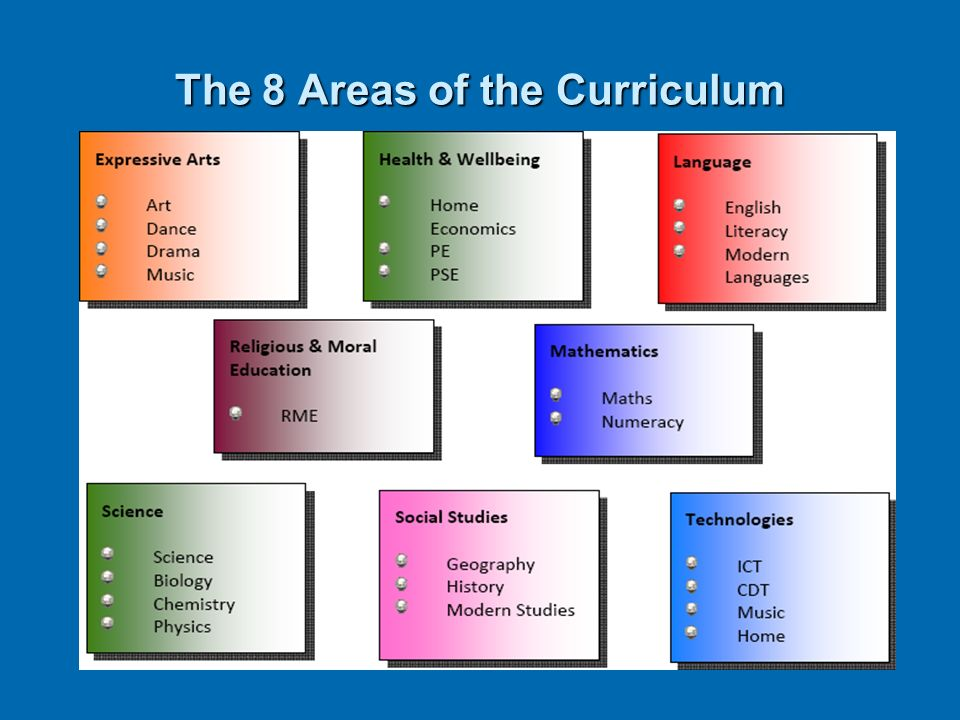 The 8 Areas of the Curriculum
Expressive Arts
Art
Dance
Drama
Music
Health & Wellbeing
Home
Economics
PE
PSE
Language
English
Literacy
Modern
Languages
Religious & Moral
Education
RME
Mathematics
Maths
Numeracy
Science
Science
Biology
Chemistry
Physics
Social Studies
Geography
History
Modern Studies
Technologies
ICT
CDT
Music
Home